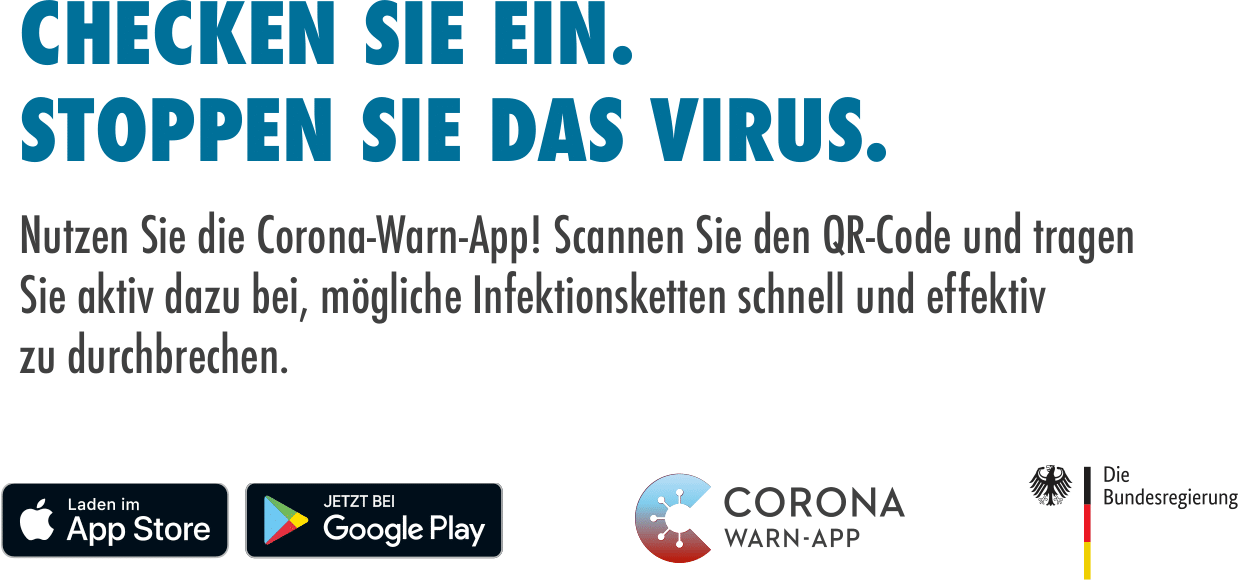 CHECKEN SIE EIN.
STOPPEN SIE DAS VIRUS.
Nutzen Sie die Corona-Warn-App! Scannen Sie den QR-Code und tragen
Sie aktiv dazu bei, mögliche Infektionsketten schnell und effektiv
zu durchbrechen.
Laden im
App Store
JETZT BEI
Google Play
CORONA
WARN-APP
Die
Bundesregierung